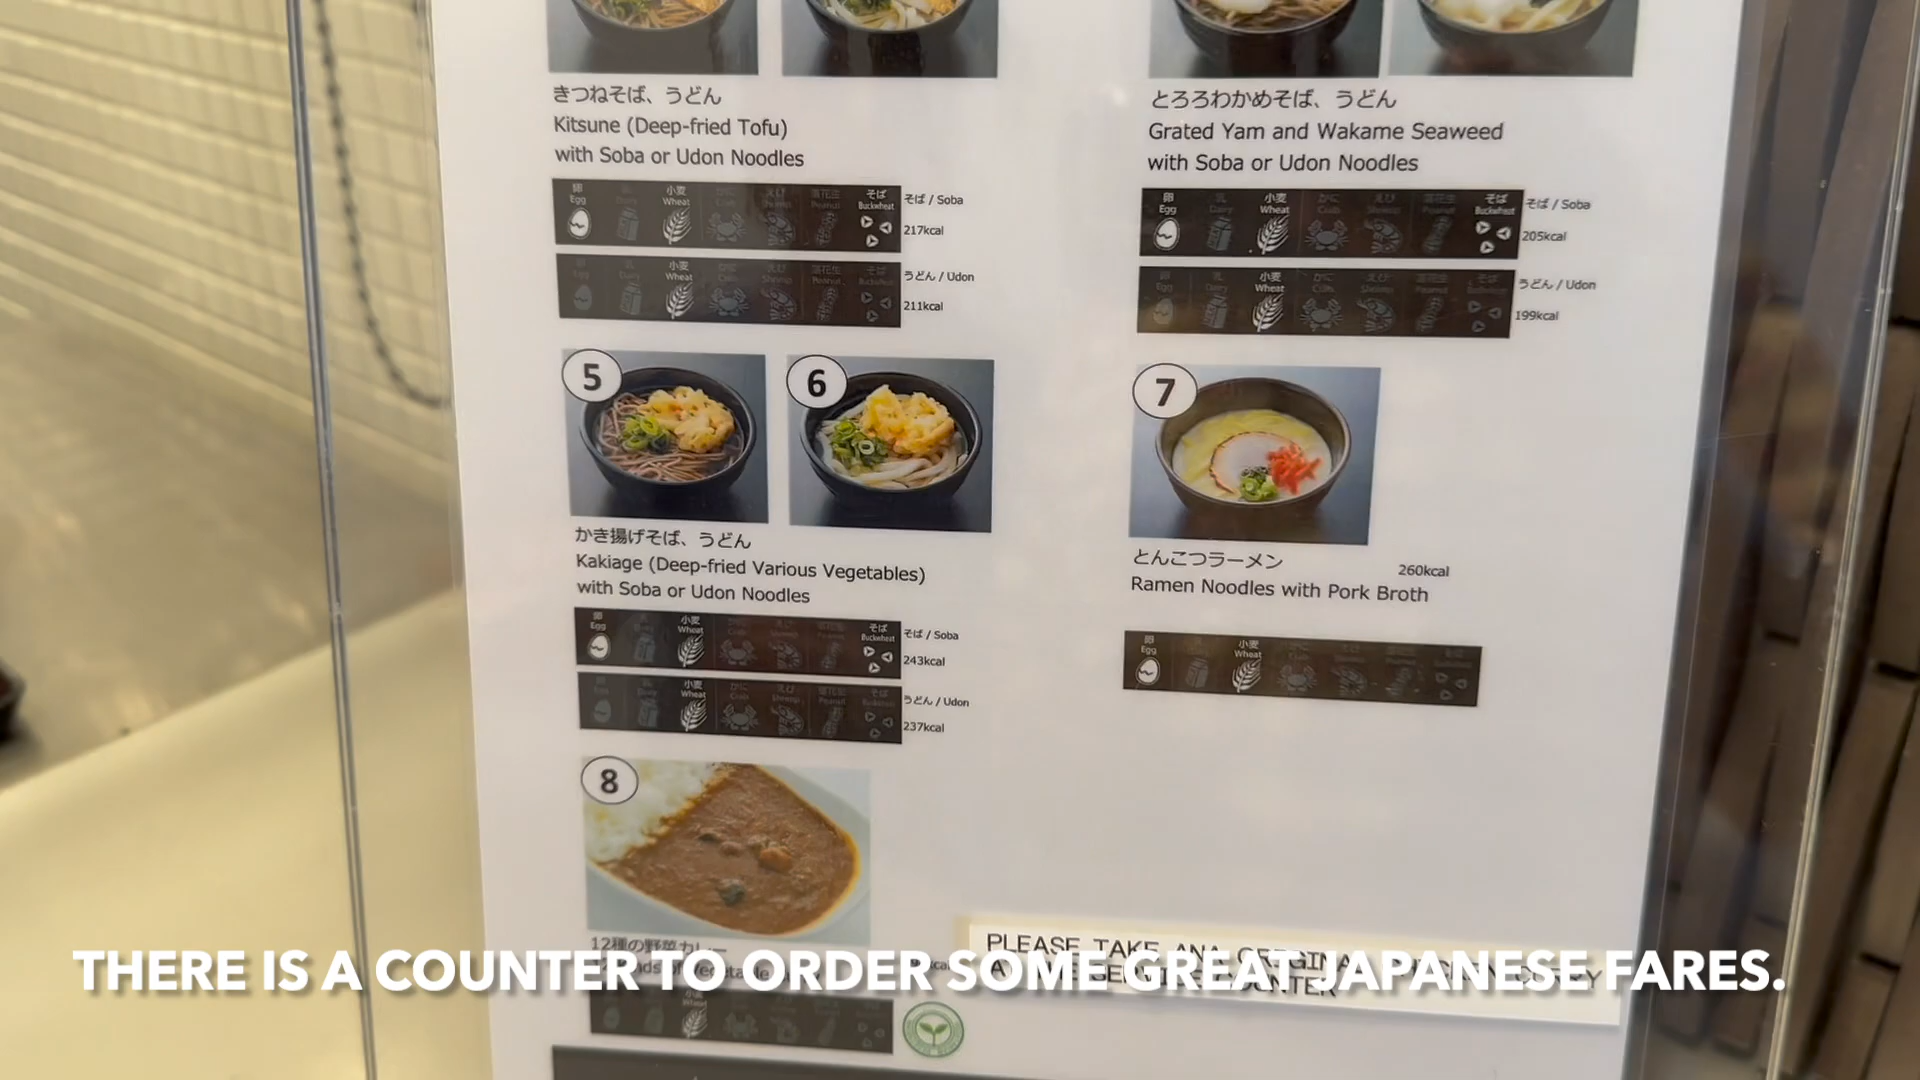 きつねそば、うどん
Kitsune (Deep-fried Tofu)
with Soba or Udon Noodles
卵 小麦 そば
Egg Wheat Buckwheat
そば / Soba
217kcal
小麦
Wheat
うどん / Udon
211kcal
とろろわかめそば、うどん
Grated Yam and Wakame Seaweed
with Soba or Udon Noodles
卵 小麦 そば
Egg Wheat Buckwheat
そば / Soba
205kcal
小麦
Wheat
うどん / Udon
199kcal
5
6
かき揚げそば、うどん
Kakiage (Deep-fried Various Vegetables)
with Soba or Udon Noodles
卵 小麦 そば
Egg Wheat Buckwheat
そば / Soba
243kcal
小麦
Wheat
うどん / Udon
237kcal
7
とんこつラーメン
260kcal
Ramen Noodles with Pork Broth
卵 小麦
Egg Wheat
8
12種の野菜カレー
PLEASE TAKE ANA ORIGINAL
COUNTER
THERE IS A COUNTER TO ORDER SOME GREAT JAPANESE FARES.